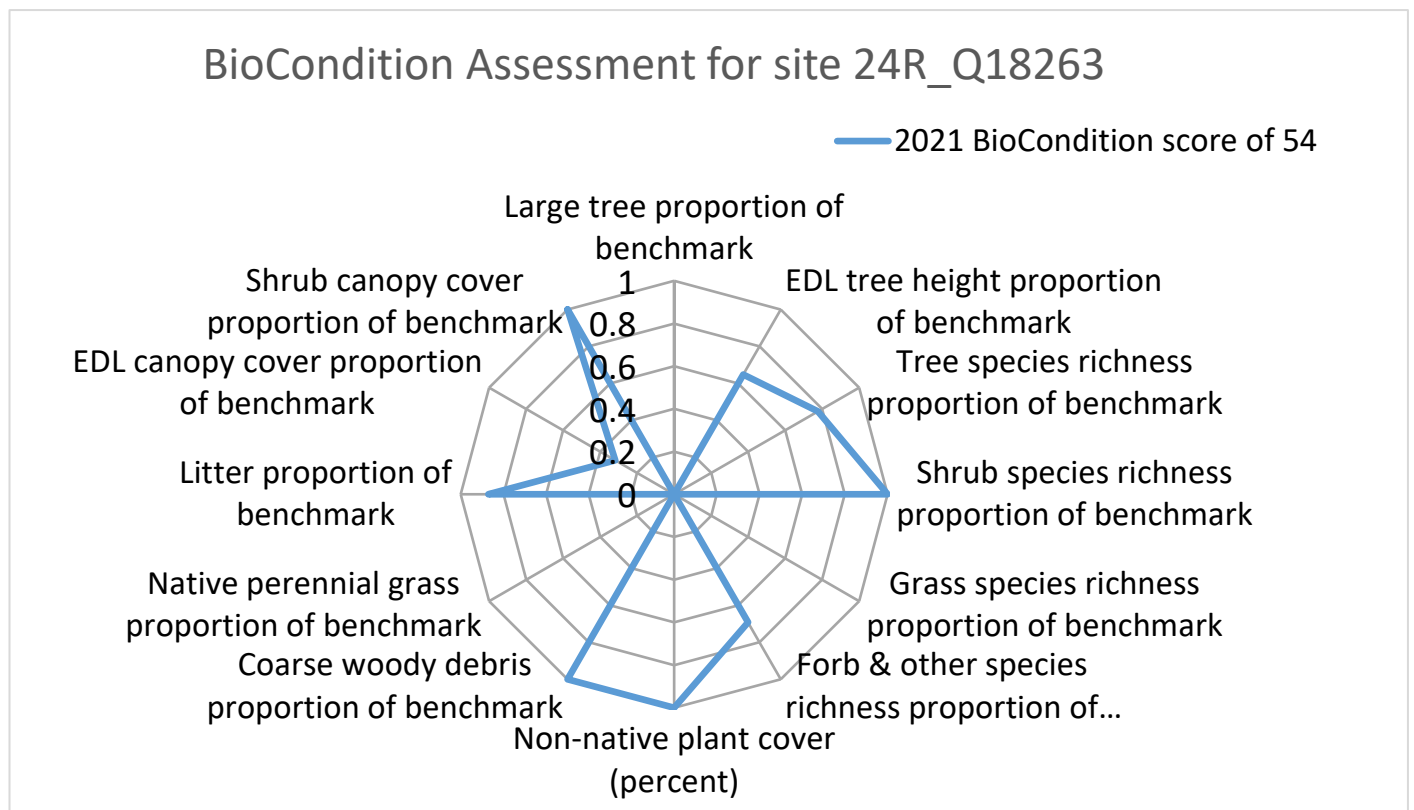 BioCondition Assessment for site 24R_Q18263
2021 BioCondition score of 54
Large tree proportion of
benchmark
EDL tree height proportion
of benchmark
Tree species richness
proportion of benchmark
Shrub species richness
proportion of benchmark
Grass species richness
proportion of benchmark
Forb & other species
richness proportion of…
Non-native plant cover
(percent)
Coarse woody debris
proportion of benchmark
Native perennial grass
proportion of benchmark
Litter proportion of
benchmark
EDL canopy cover proportion
of benchmark
Shrub canopy cover
proportion of benchmark
1
0.8
0.6
0.4
0.2
0